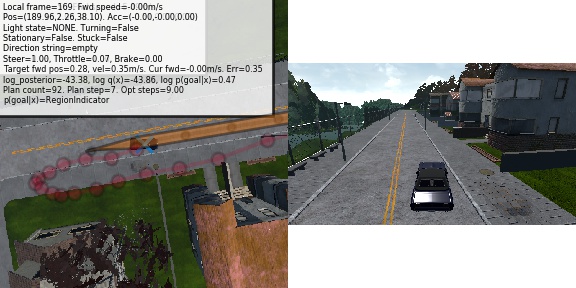 Local frame=169. Fwd speed=-0.00m/s
Pos=(189.96,2.26,38.10). Acc=(-0.00,-0.00,0.00)
Light state=NONE. Turning=False
Stationary=False. Stuck=False
Direction string=empty
Steer=1.00, Throttle=0.07, Brake=0.00
Target fwd pos=0.28, vel=0.35m/s. Cur fwd=-0.00m/s. Err=0.35
log_posterior=-43.38, log q(x)=-43.86, log p(goal|x)=0.47
Plan count=92. Plan step=7. Opt steps=9.00
p(goal|x)=RegionIndicator